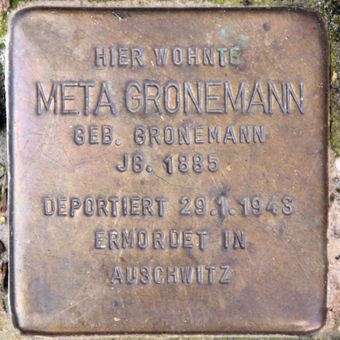 HIER WOHNTE
META GRONEMANN
GEB. GRONEMANN
JG. 1885
DEPORTIERT 29.1.1943
ERMORDET IN
AUSCHWITZ